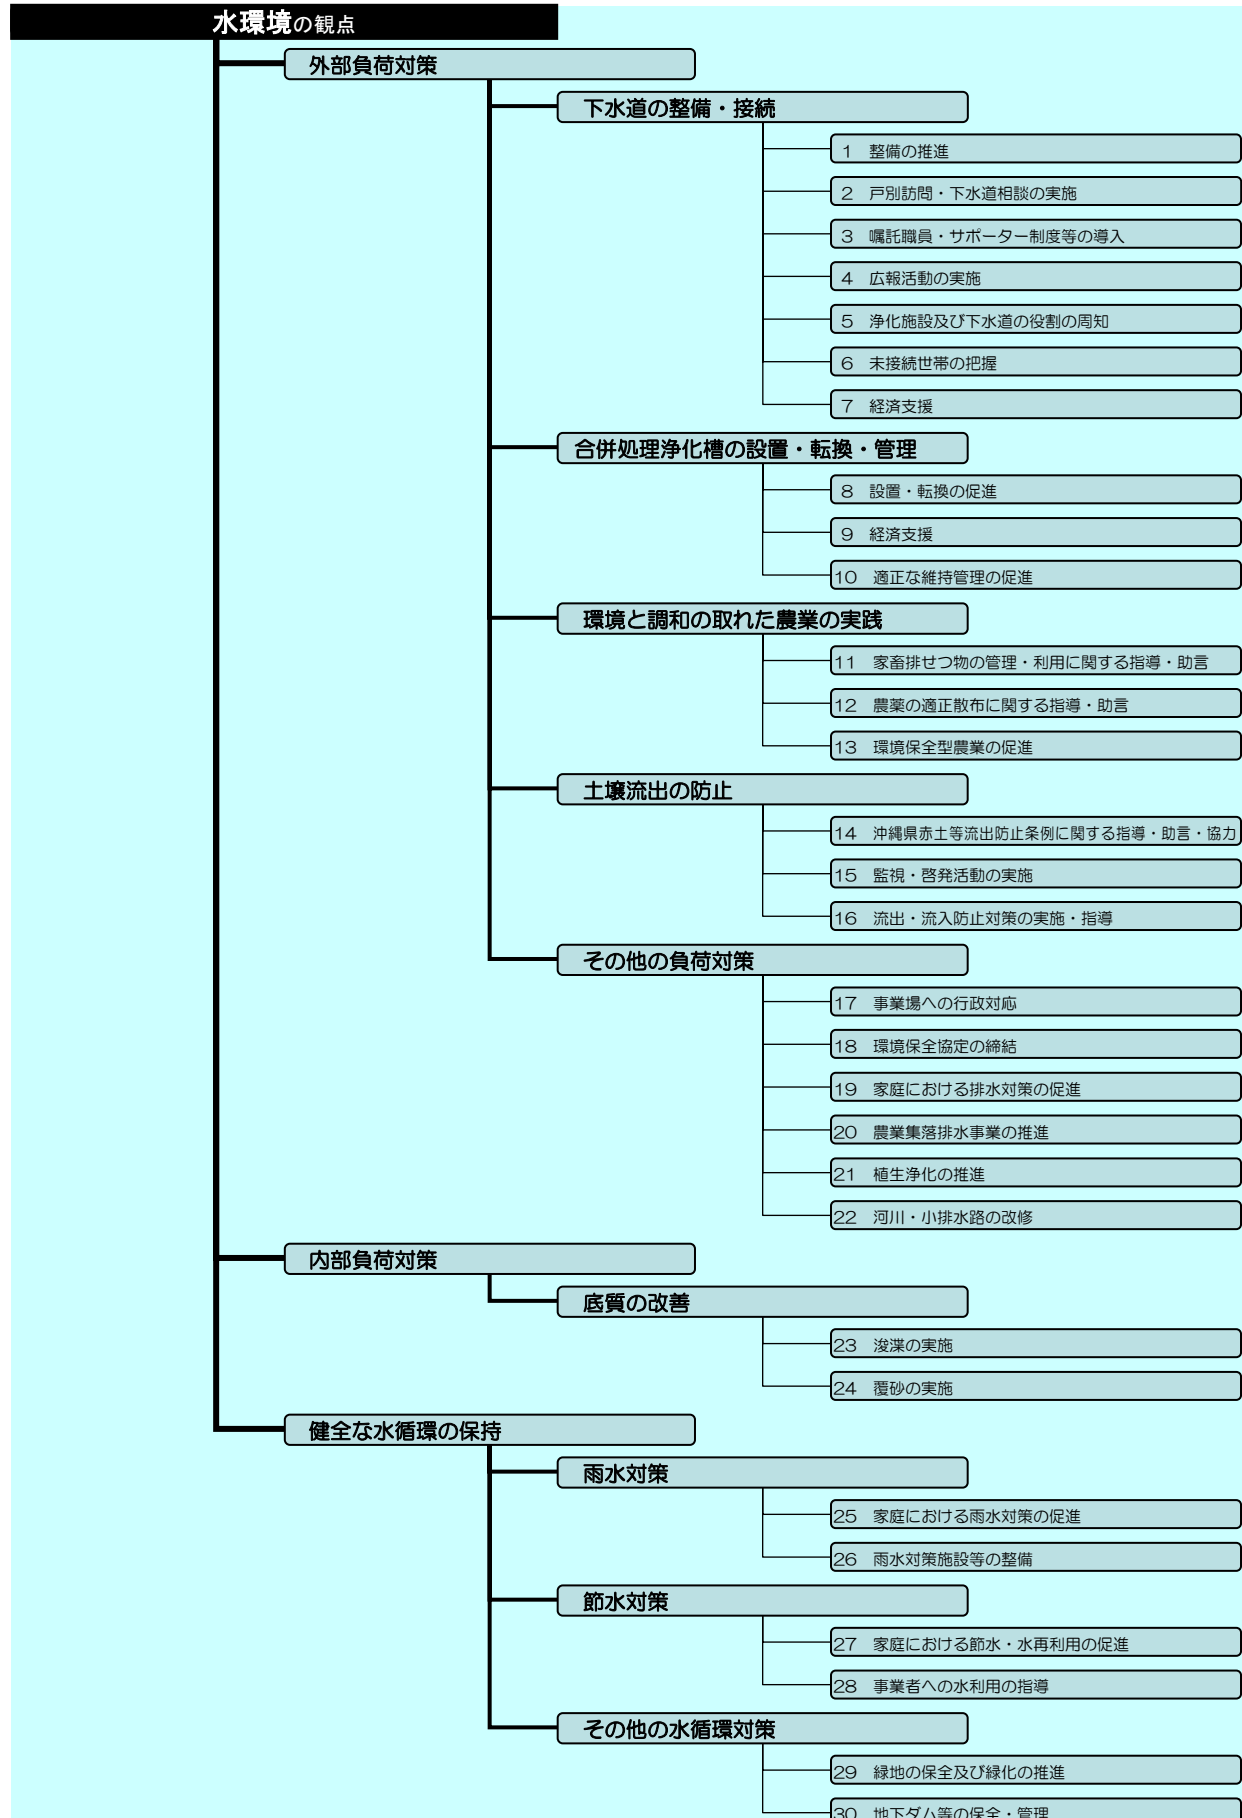 水環境の観点
外部負荷対策
下水道の整備・接続
1 整備の推進
2 戸別訪問・下水道相談の実施
3 嘱託職員・サポーター制度等の導入
4 広報活動の実施
5 浄化施設及び下水道の役割の周知
6 未接続世帯の把握
7 経済支援
合併処理浄化槽の設置・転換・管理
8 設置・転換の促進
9 経済支援
10 適正な維持管理の促進
環境と調和の取れた農業の実践
11 家畜排せつ物の管理・利用に関する指導・助言
12 農薬の適正散布に関する指導・助言
13 環境保全型農業の促進
土壌流出の防止
14 沖縄県赤土等流出防止条例に関する指導・助言・協力
15 監視・啓発活動の実施
16 流出・流入防止対策の実施・指導
その他の負荷対策
17 事業場への行政対応
18 環境保全協定の締結
19 家庭における排水対策の促進
20 農業集落排水事業の推進
21 植生浄化の推進
22 河川・小排水路の改修
内部負荷対策
底質の改善
23 浚渫の実施
24 覆砂の実施
健全な水循環の保持
雨水対策
25 家庭における雨水対策の促進
26 雨水対策施設等の整備
節水対策
27 家庭における節水・水再利用の促進
28 事業者への水利用の指導
その他の水循環対策
29 緑地の保全及び緑化の推進
30 地下ダム等の保全・管理